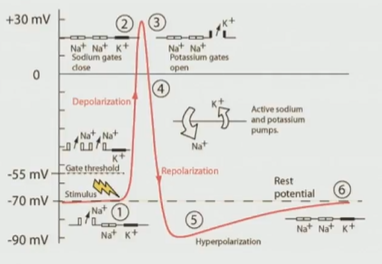 +30 mV
2
3
K+
Na+ Na+ K+
Na+ Na+
Sodium gates
close
Potassium gates
open
0
4
Depolarization
K+
Active sodium
and potassium
pumps.
Na+
Na+ Na+
K+
Gate threshold
-55 mV
Repolarization
Stimulus
Rest
potential
6
-70 mV
Na+
1
Na+ K+
5
Na+ Na+ K+
Hyperpolarization
-90 mV